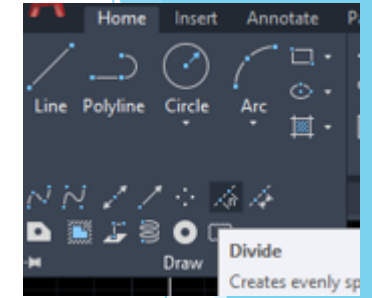 Home Insert Annotate
Line Polyline Circle Arc
Draw
Divide
Creates evenly